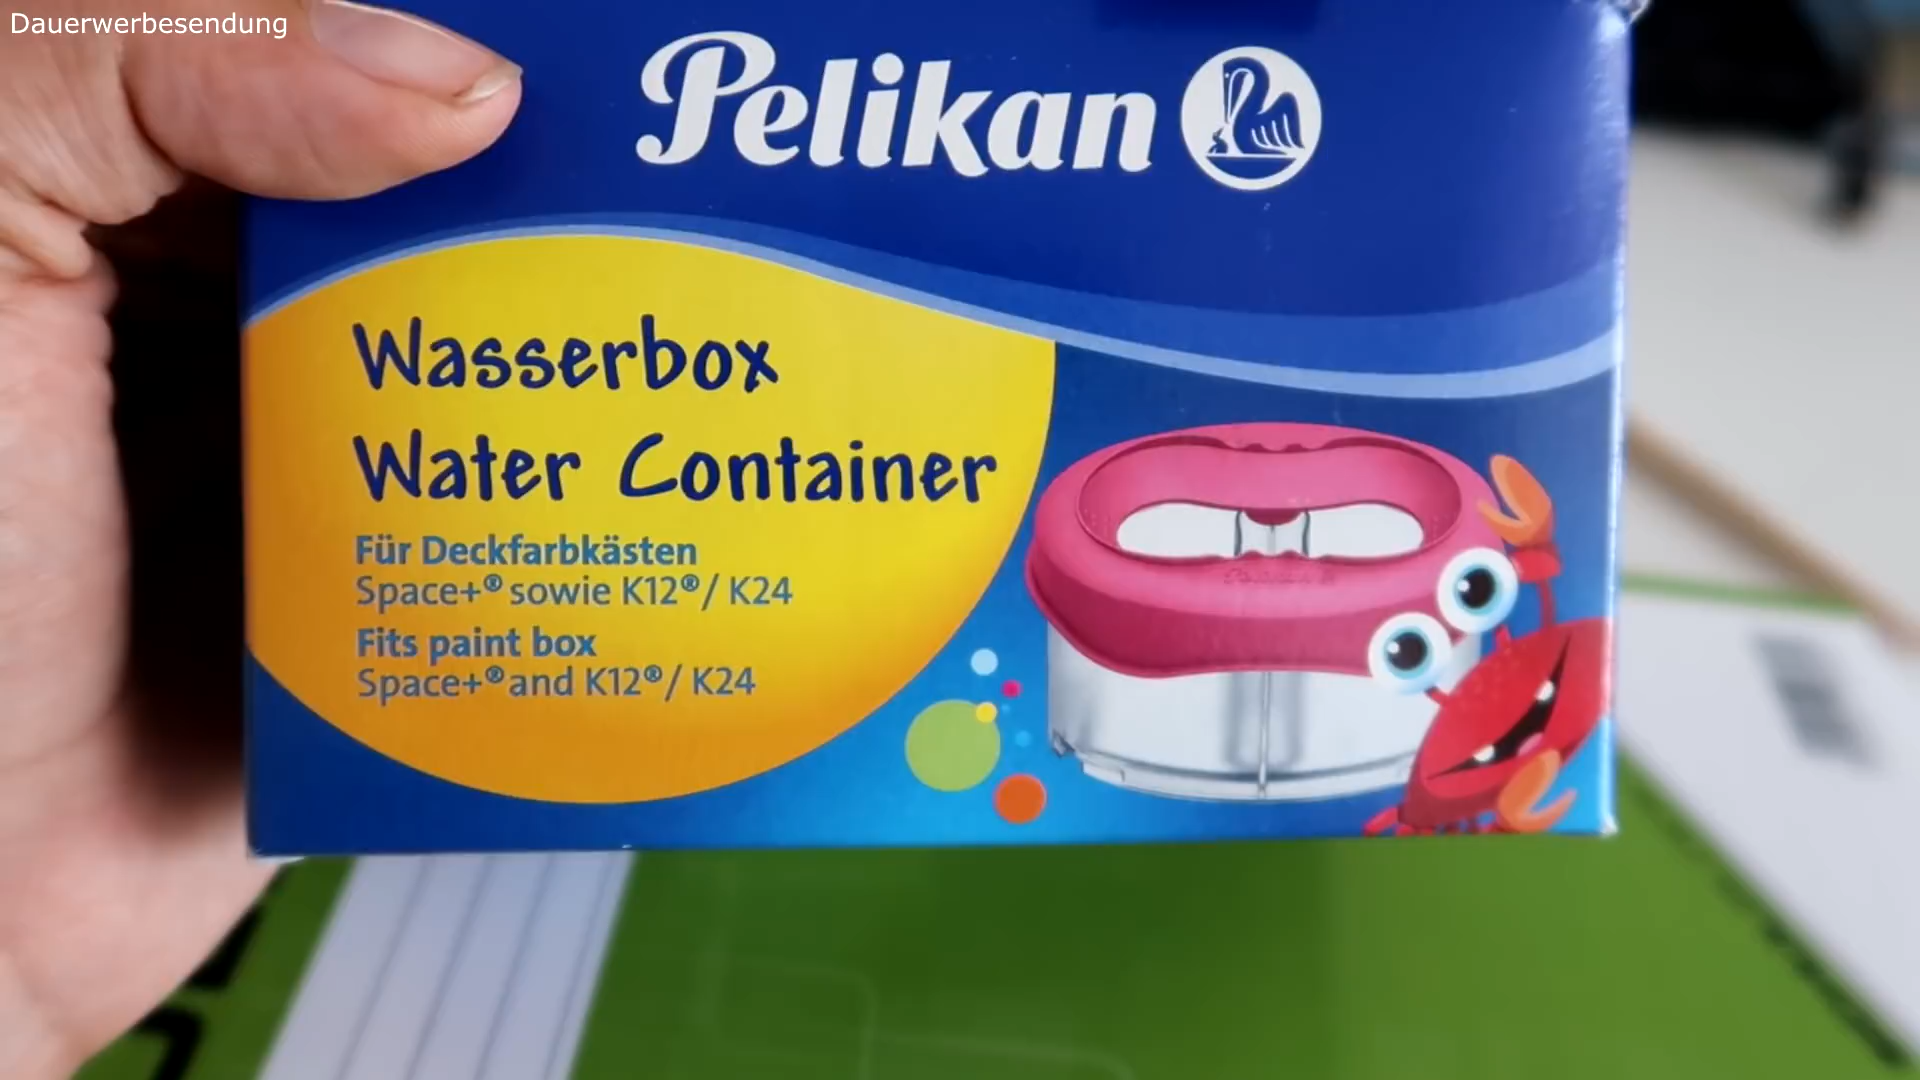 Dauerwerbesendung
Pelikan
Wasserbox
Water Container
Für Deckfarbkästen
Space+® sowie K12®/ K24
Fits paint box
Space+® and K12®/ K24